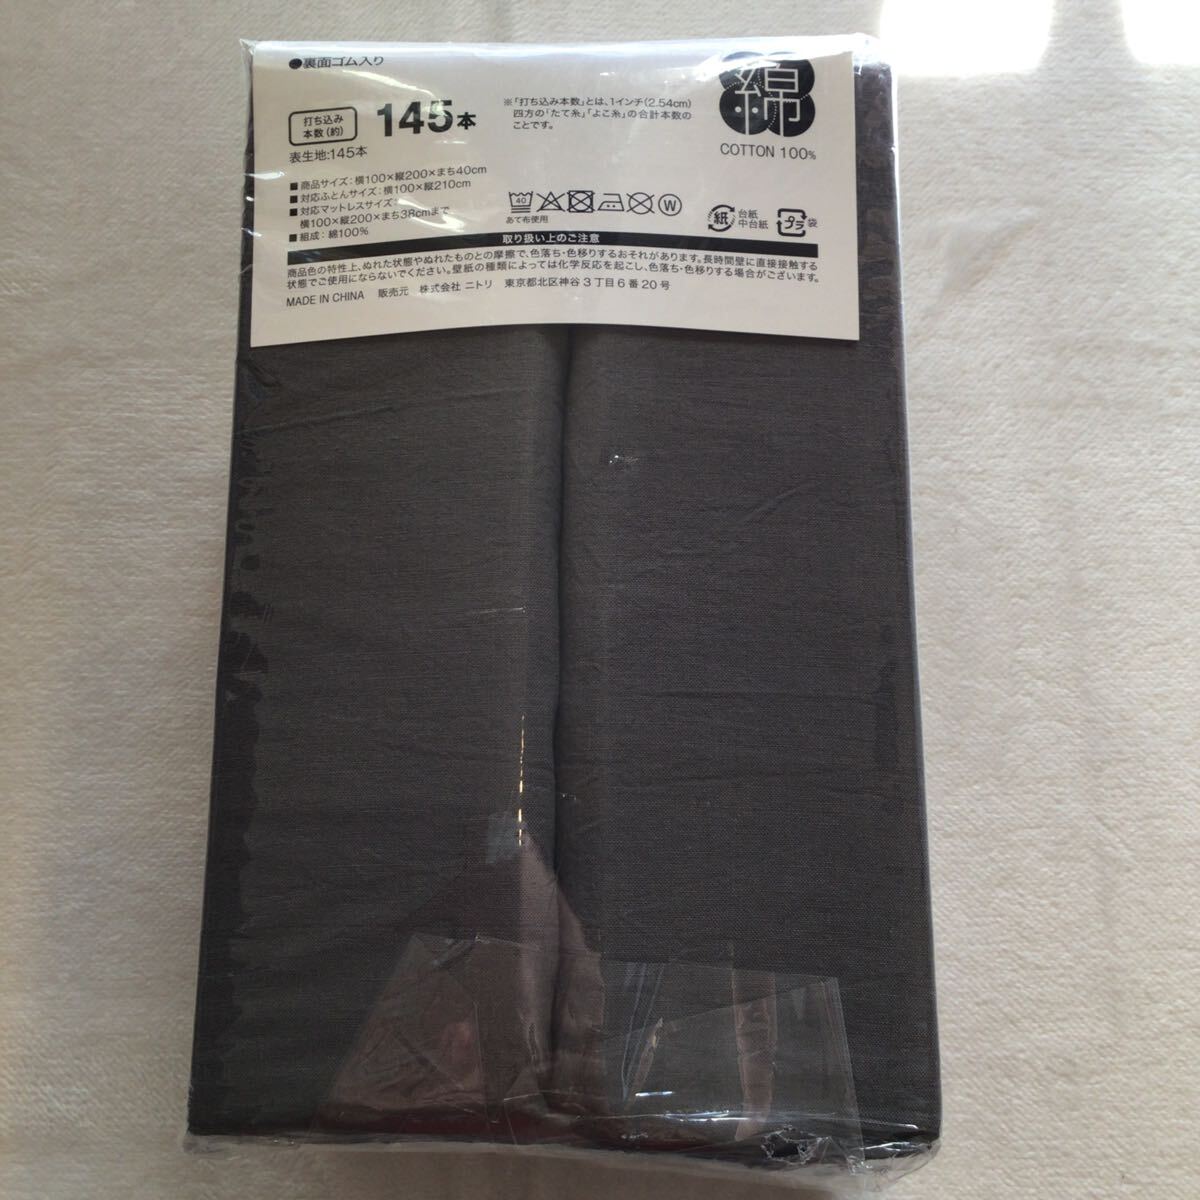 ●裏面ゴム入り
打ち込み
本数(約)
145本
表生地:145本
※「打ち込み本数」とは、1インチ(2.54cm)
四方の「たて糸」「よこ糸」の合計本数の
ことです。
綿
COTTON 100%
■商品サイズ:横100×縦200×まち40cm
■対応ふとんサイズ:横100×縦210cm
■対応マットレスサイズ:
横100×縦200×まち38cmまで
■組成:綿100%
40
W
あて布使用
紙
台紙
中台紙
プラ
袋
取り扱い上のご注意
商品色の特性上、ぬれた状態やぬれたものとの摩擦で、色落ち・色移りするおそれがあります。長時間壁に直接接触する
状態でご使用にならないでください。壁紙の種類によっては化学反応を起こし、色落ち・色移りする場合がございます。
MADE IN CHINA 販売元 株式会社 ニトリ 東京都北区神谷3丁目6番20号